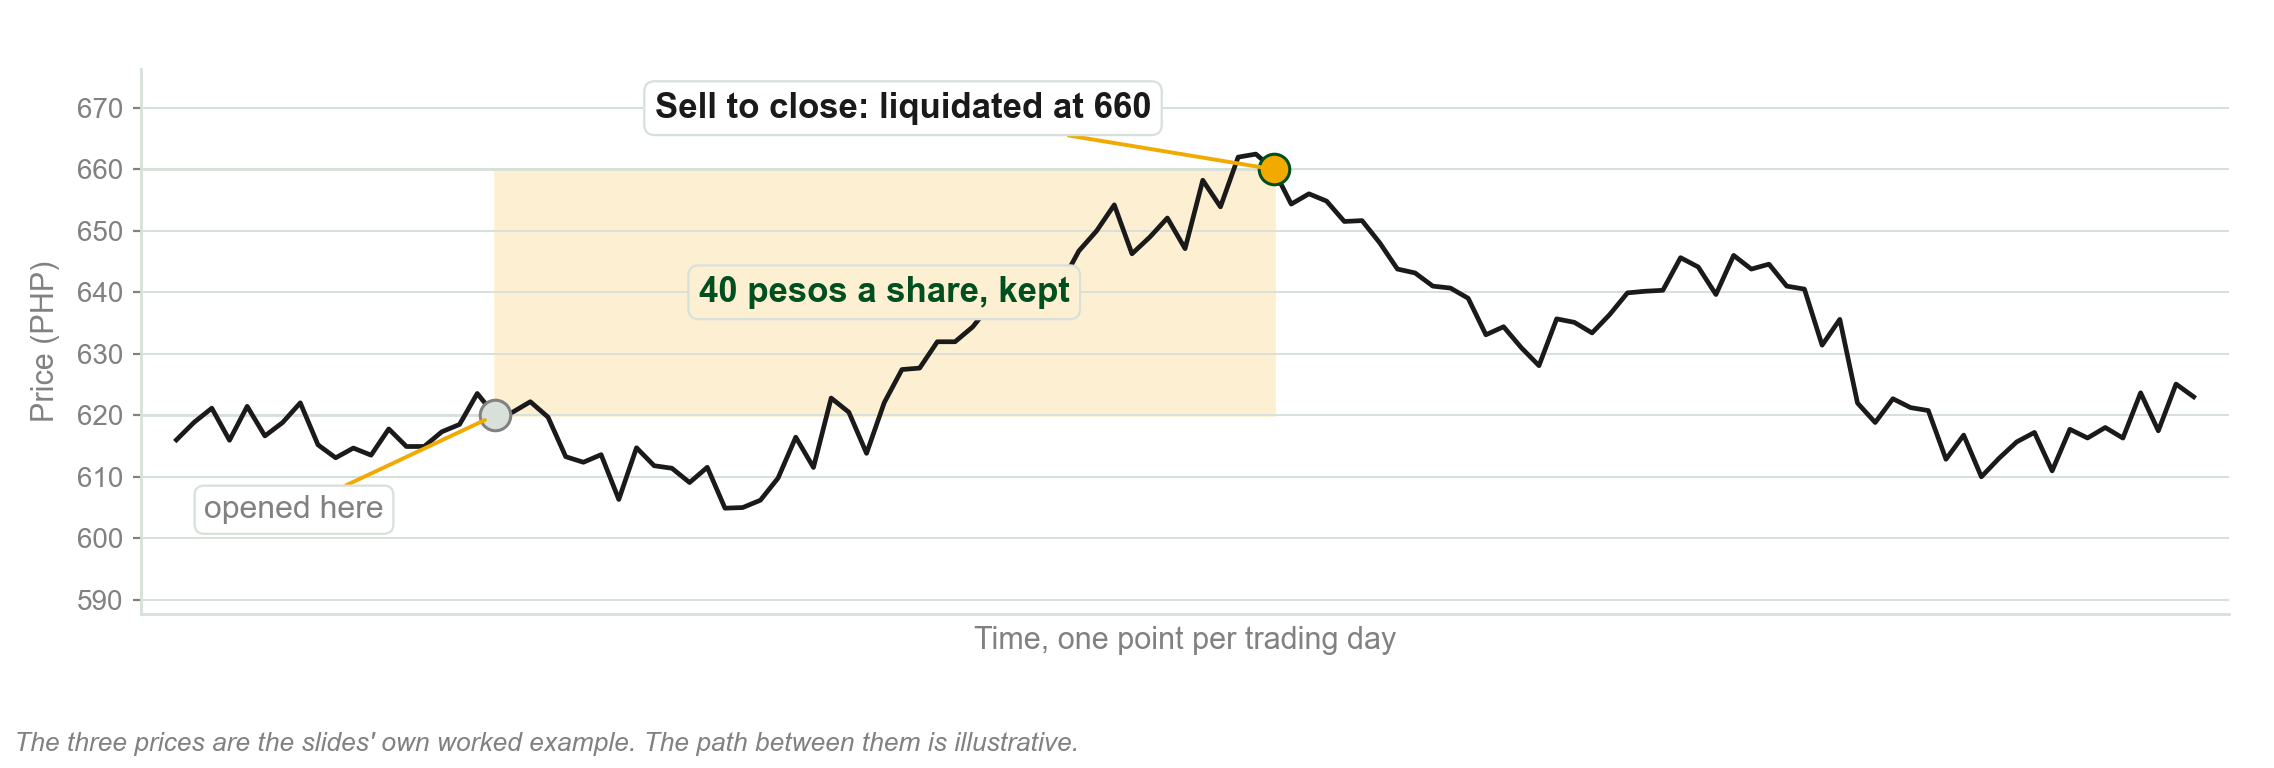 Sell to close: liquidated at 660
670
660
650
640
630
620
610
600
590
Price (PHP)
40 pesos a share, kept
opened here
Time, one point per trading day
The three prices are the slides' own worked example. The path between them is illustrative.